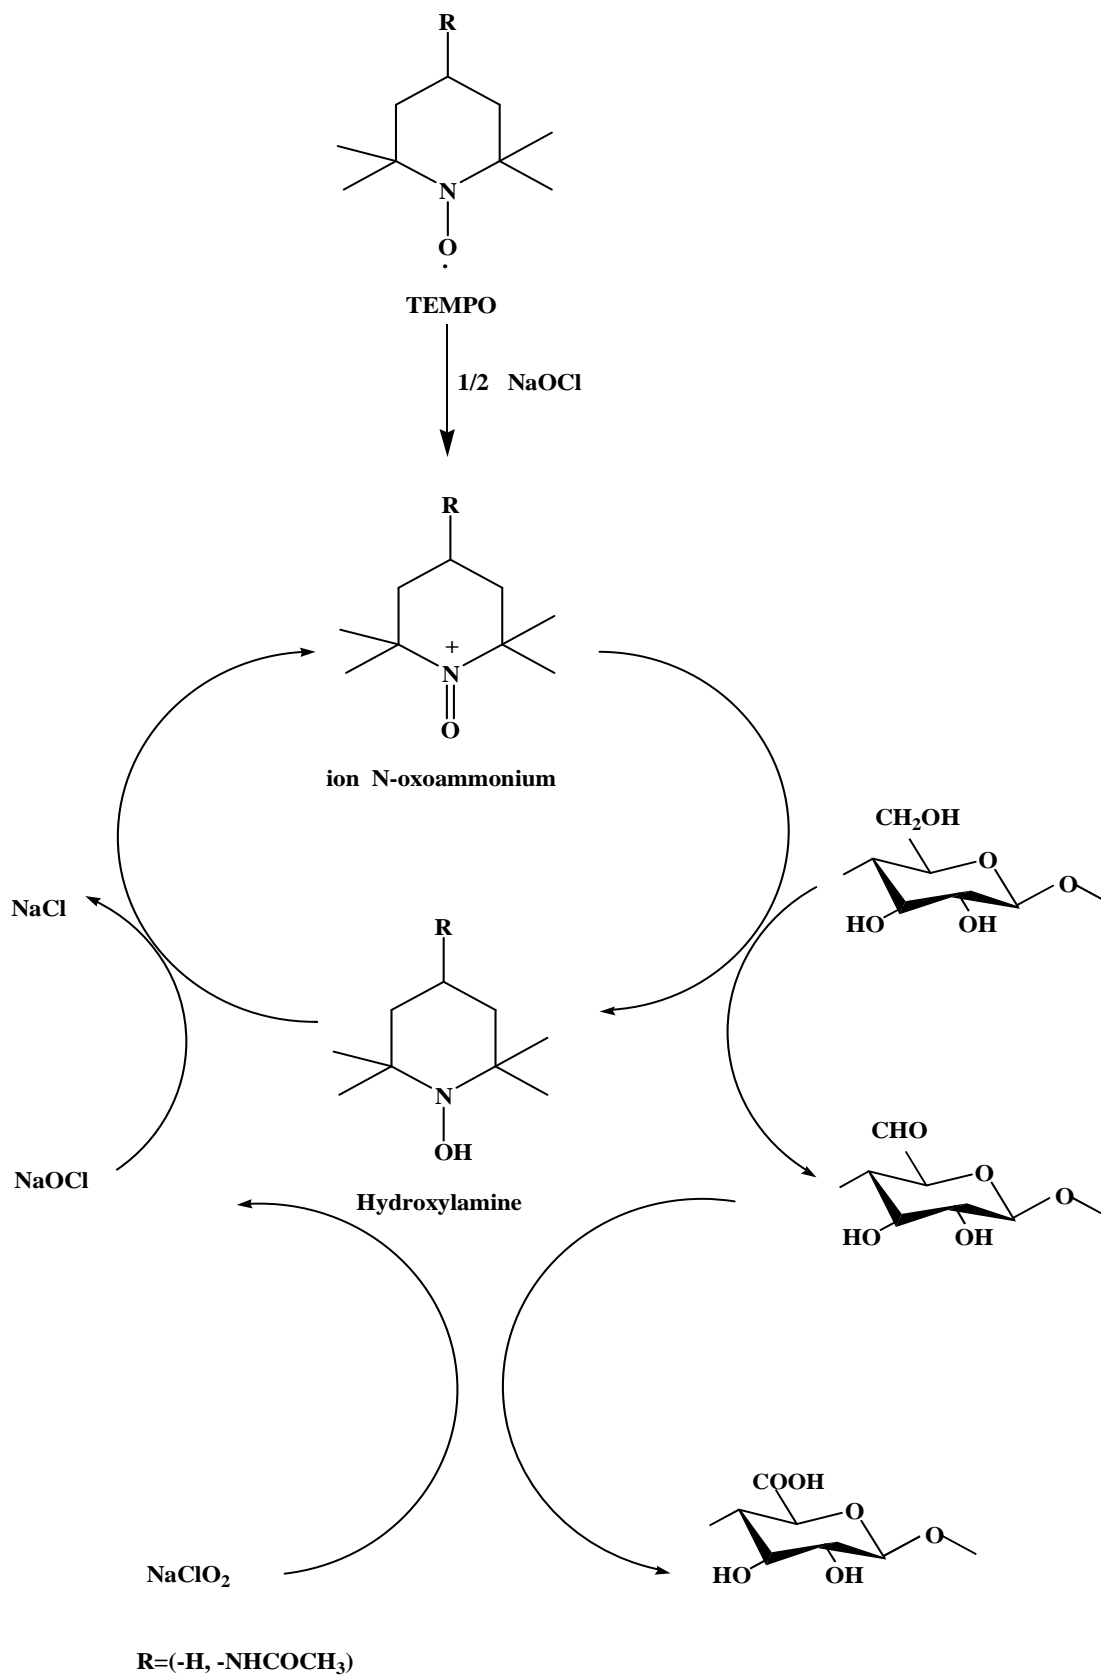 R
N
O
.
TEMPO
1/2 NaOCl
R
+
N
O
ion N-oxoammonium
CH₂OH
O
O
HO
OH
NaCl
R
N
OH
Hydroxylamine
NaOCl
CHO
O
O
HO
OH
COOH
O
O
HO
OH
NaClO₂
R=(-H, -NHCOCH₃)